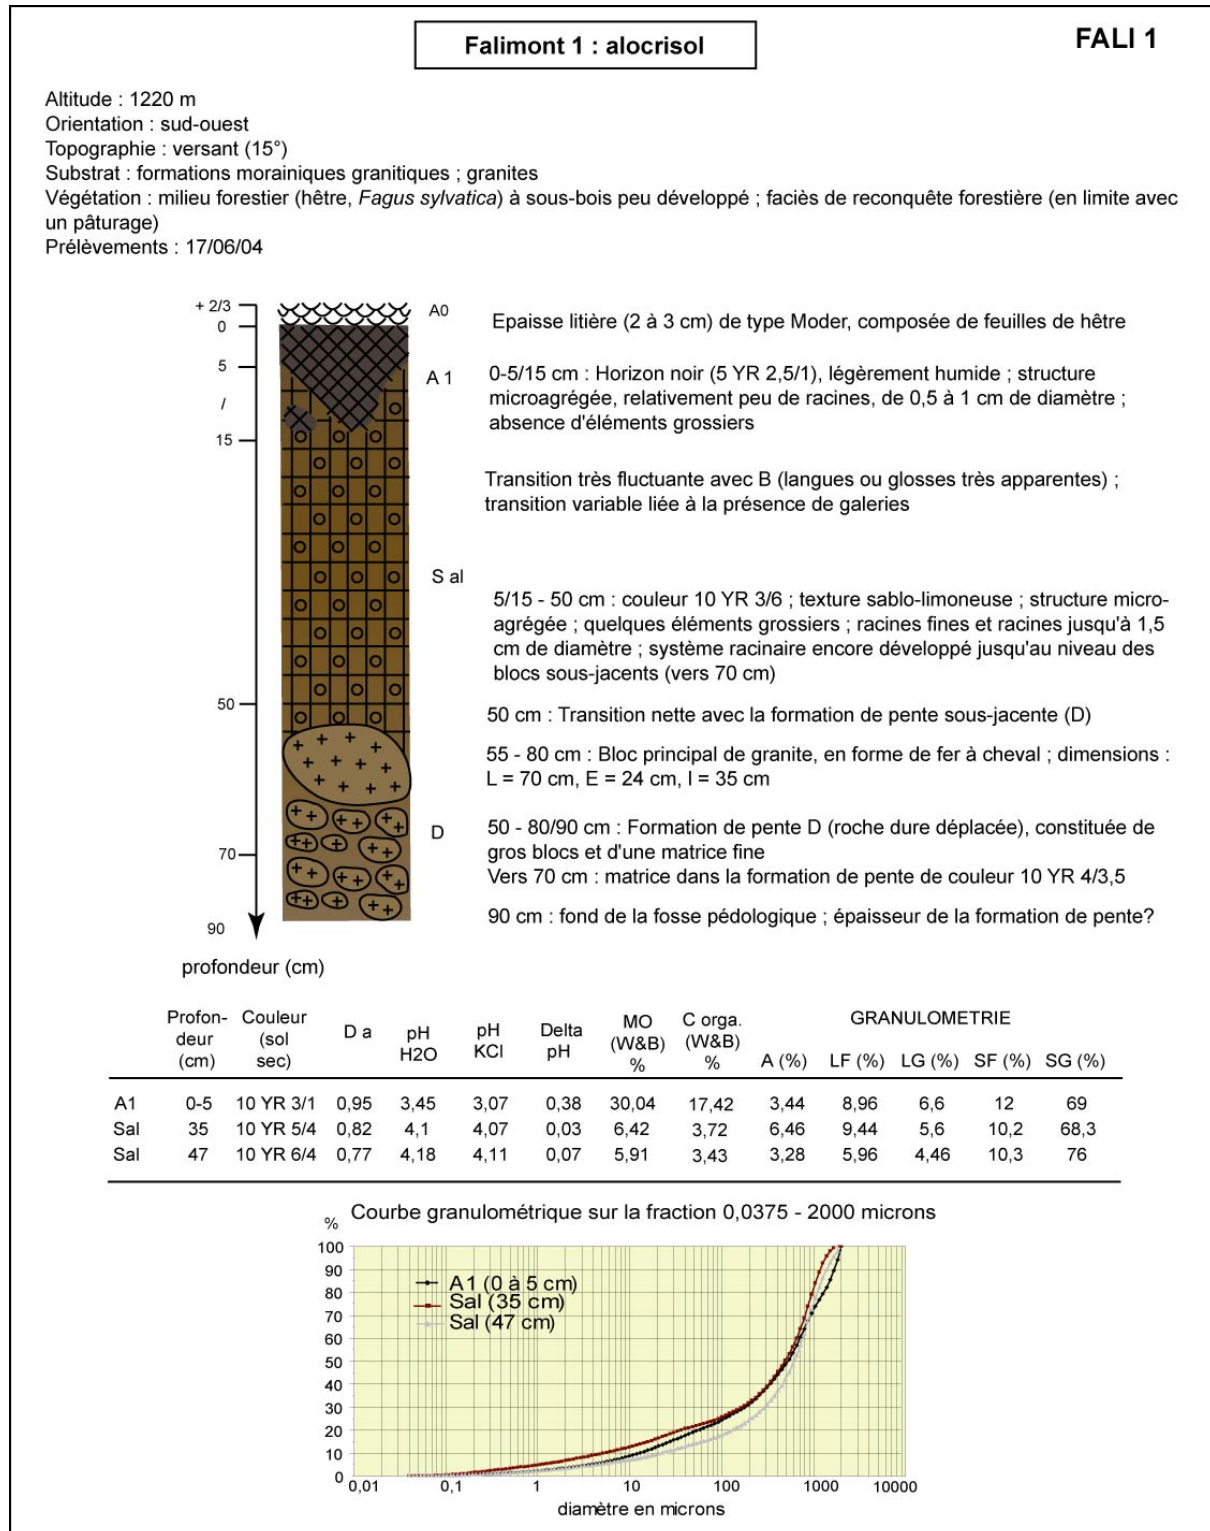 Falimont 1 : alocrisol
FALI 1
Altitude : 1220 m
Orientation : sud-ouest
Topographie : versant (15°)
Substrat : formations morainiques granitiques ; granites
Végétation : milieu forestier (hêtre, Fagus sylvatica) à sous-bois peu développé ; faciès de reconquête forestière (en limite avec
un pâturage)
Prélèvements : 17/06/04
+ 2/3
0
5
/
15
50
70
90
profondeur (cm)
A0
A 1
S al
D
Epaisse litière (2 à 3 cm) de type Moder, composée de feuilles de hêtre
0-5/15 cm : Horizon noir (5 YR 2,5/1), légèrement humide ; structure
microagrégée, relativement peu de racines, de 0,5 à 1 cm de diamètre ;
absence d'éléments grossiers
Transition très fluctuante avec B (langues ou glosses très apparentes) ;
transition variable liée à la présence de galeries
5/15 - 50 cm : couleur 10 YR 3/6 ; texture sablo-limoneuse ; structure micro-
agrégée ; quelques éléments grossiers ; racines fines et racines jusqu'à 1,5
cm de diamètre ; système racinaire encore développé jusqu'au niveau des
blocs sous-jacents (vers 70 cm)
50 cm : Transition nette avec la formation de pente sous-jacente (D)
55 - 80 cm : Bloc principal de granite, en forme de fer à cheval ; dimensions :
L = 70 cm, E = 24 cm, l = 35 cm
50 - 80/90 cm : Formation de pente D (roche dure déplacée), constituée de
gros blocs et d'une matrice fine
Vers 70 cm : matrice dans la formation de pente de couleur 10 YR 4/3,5
90 cm : fond de la fosse pédologique ; épaisseur de la formation de pente?
Profon-deur (cm) Couleur (sol sec) D a pH H2O pH KCl Delta pH MO (W&B) % C orga. (W&B) % GRANULOMETRIE
A (%) LF (%) LG (%) SF (%) SG (%)
A1 0-5 10 YR 3/1 0,95 3,45 3,07 0,38 30,04 17,42 3,44 8,96 6,6 12 69
Sal 35 10 YR 5/4 0,82 4,1 4,07 0,03 6,42 3,72 6,46 9,44 5,6 10,2 68,3
Sal 47 10 YR 6/4 0,77 4,18 4,11 0,07 5,91 3,43 3,28 5,96 4,46 10,3 76
Courbe granulométrique sur la fraction 0,0375 - 2000 microns
%
100
90
80
70
60
50
40
30
20
10
0
A1 (0 à 5 cm)
Sal (35 cm)
Sal (47 cm)
0,01 0,1 1 10 100 1000 10000
diamètre en microns